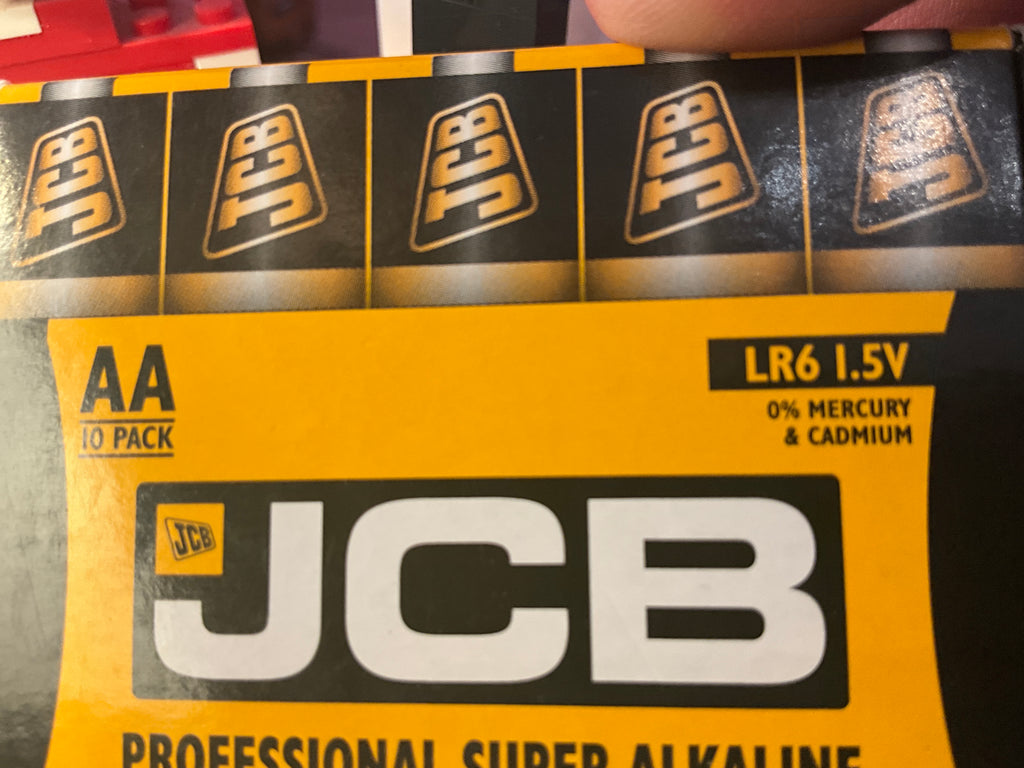 JCB
JCB
JCB
JCB
JCB
AA
10 PACK
LR6 1.5V
0% MERCURY
& CADMIUM
JCB
JCB
PROFESSIONAL SUPER ALKALINE